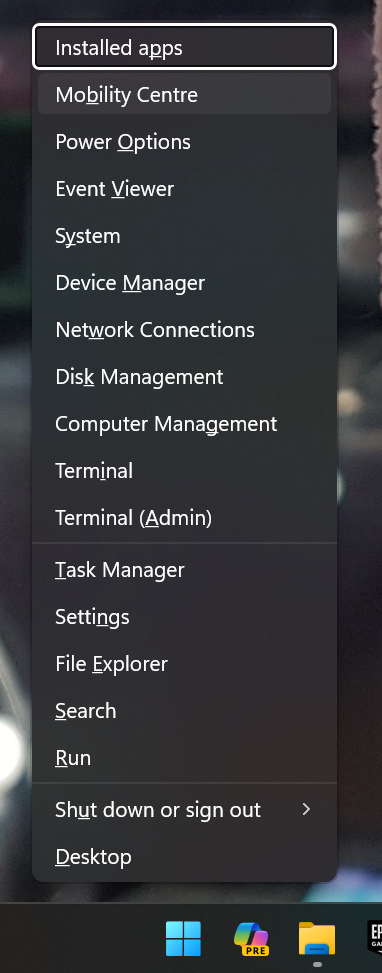 Installed apps
Mobility Centre
Power Options
Event Viewer
System
Device Manager
Network Connections
Disk Management
Computer Management
Terminal
Terminal (Admin)
Task Manager
Settings
File Explorer
Search
Run
Shut down or sign out
Desktop
PRE